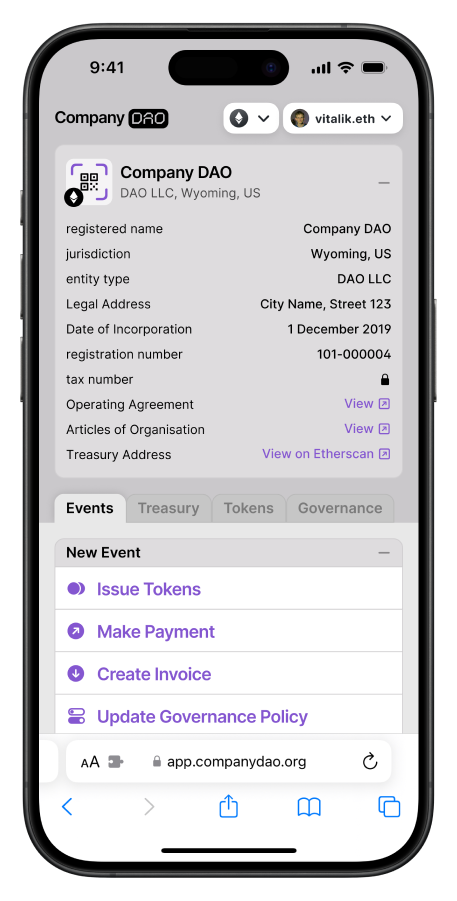 9:41
Company DAO
vitalik.eth
Company DAO
DAO LLC, Wyoming, US
registered name Company DAO
jurisdiction Wyoming, US
entity type DAO LLC
Legal Address City Name, Street 123
Date of Incorporation 1 December 2019
registration number 101-000004
tax number
Operating Agreement View
Articles of Organisation View
Treasury Address View on Etherscan
Events Treasury Tokens Governance
New Event
Issue Tokens
Make Payment
Create Invoice
Update Governance Policy
AA app.companydao.org